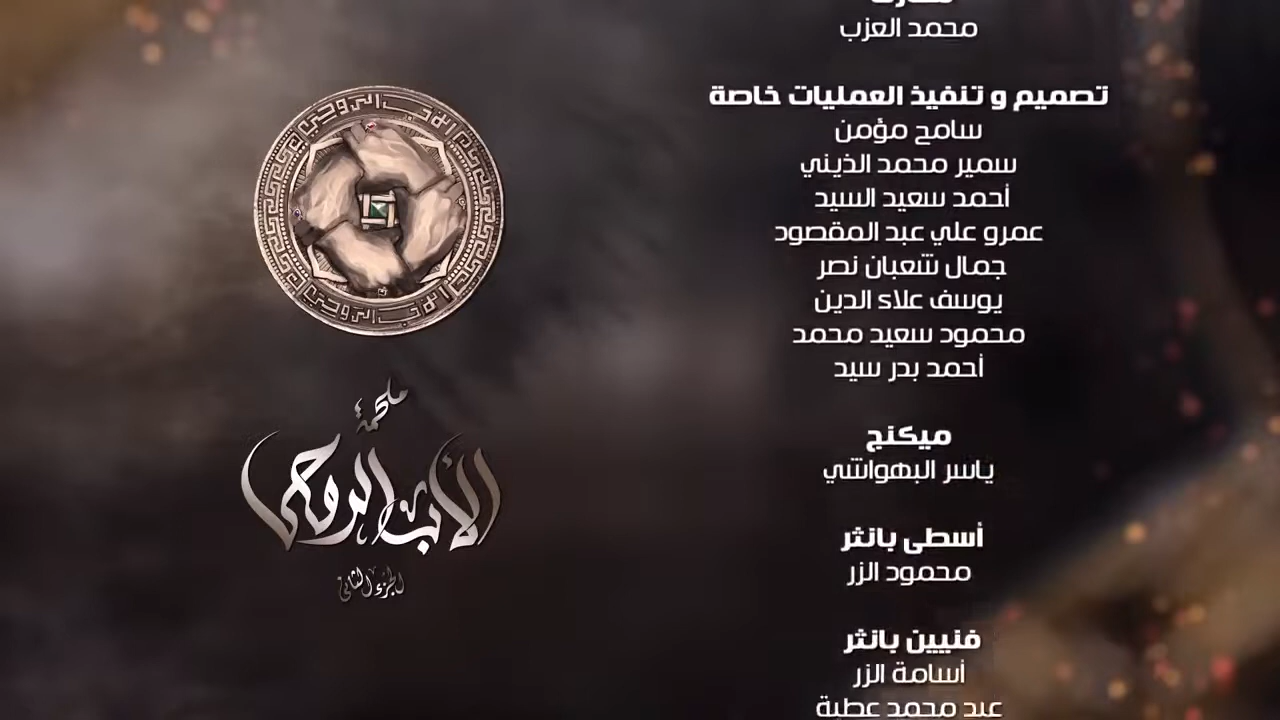 محمد العزب
تصميم و تنفيذ العمليات خاصة
سامح مؤمن
سمير محمد الذيني
أحمد سعيد السيد
عمرو علي عبد المقصود
جمال شعبان نصر
يوسف علاء الدين
محمود سعيد محمد
أحمد بدر سيد
ميكنج
ياسر البهواشي
أسطى بانثر
محمود الزر
فنيين بانثر
أسامة الزر
عيد محمد عطية
ملحمة
الأب الروحي
الجزء الثاني